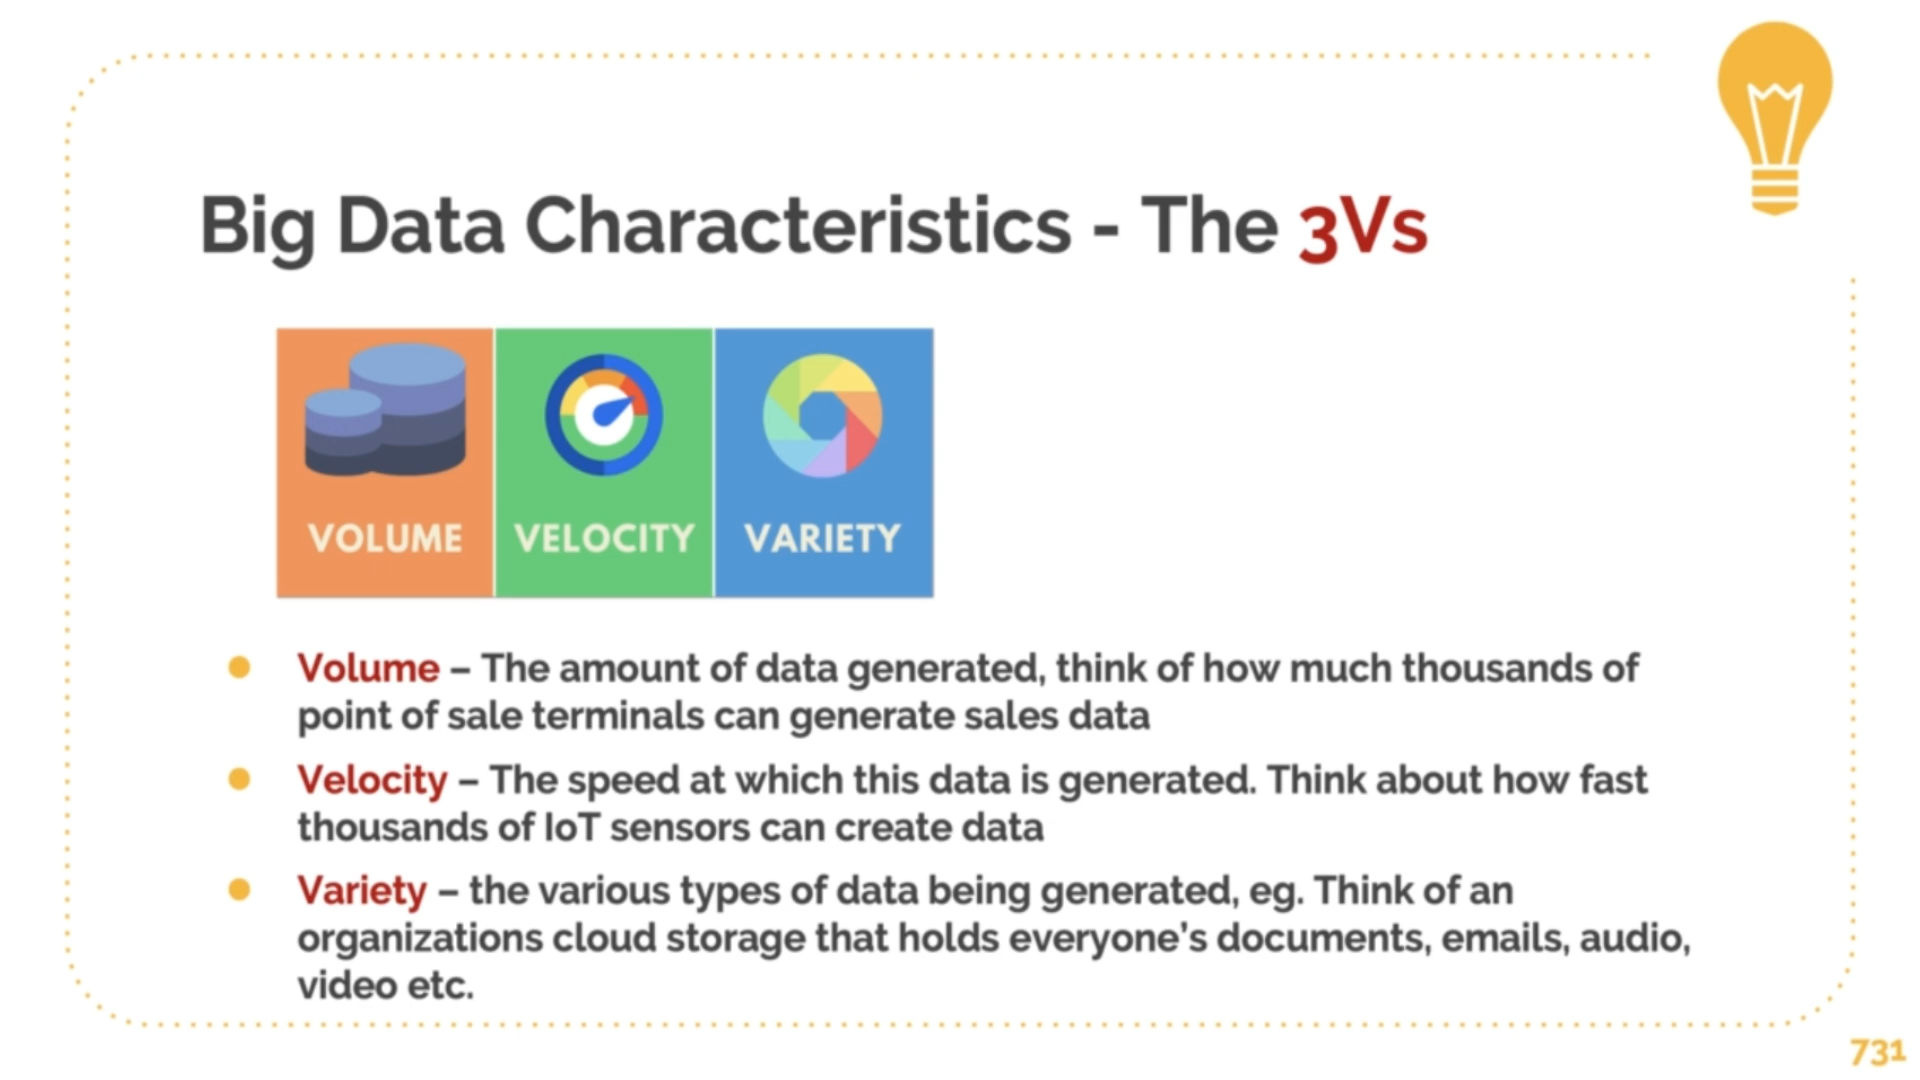 Big Data Characteristics - The 3Vs
VOLUME
VELOCITY
VARIETY
Volume – The amount of data generated, think of how much thousands of
point of sale terminals can generate sales data
Velocity – The speed at which this data is generated. Think about how fast
thousands of IoT sensors can create data
Variety – the various types of data being generated, eg. Think of an
organizations cloud storage that holds everyone’s documents, emails, audio,
video etc.
731